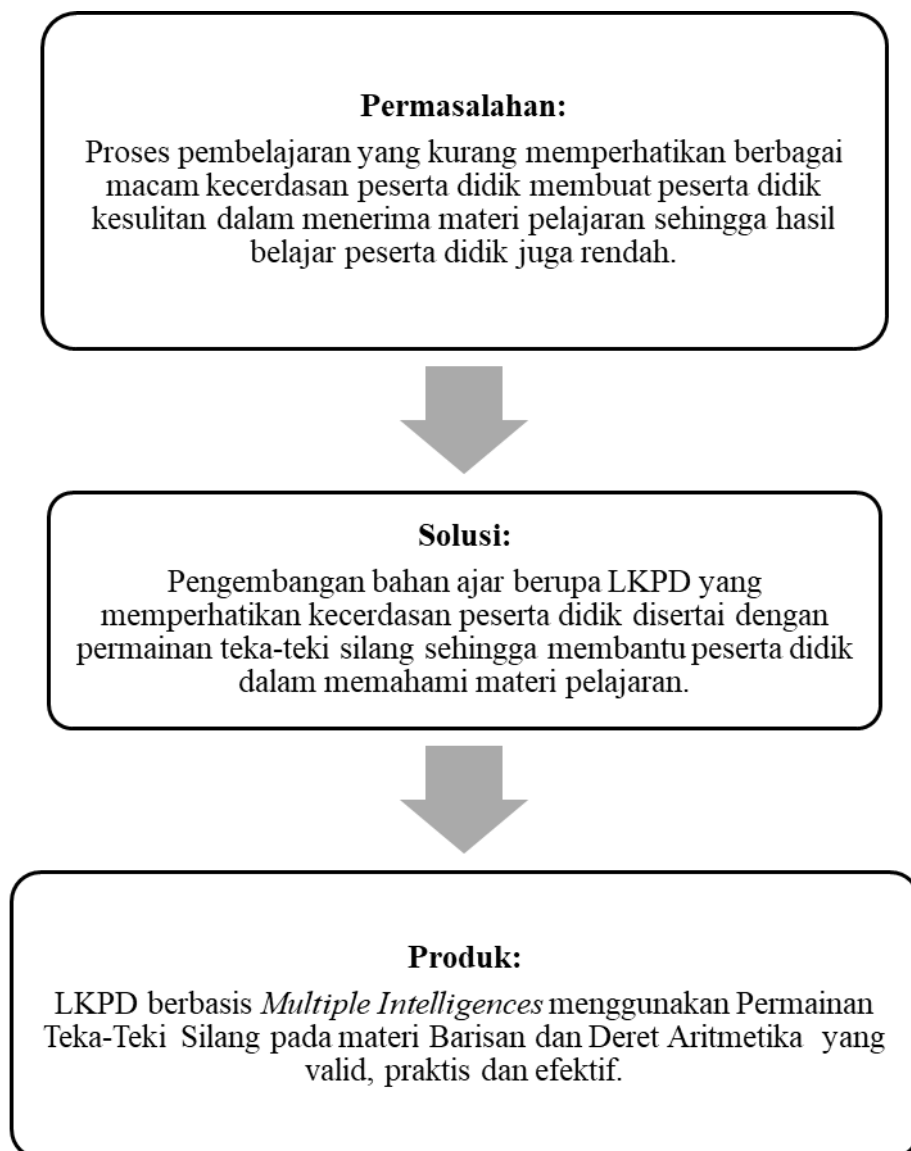 Permasalahan:
Proses pembelajaran yang kurang memperhatikan berbagai
macam kecerdasan peserta didik membuat peserta didik
kesulitan dalam menerima materi pelajaran sehingga hasil
belajar peserta didik juga rendah.
Solusi:
Pengembangan bahan ajar berupa LKPD yang
memperhatikan kecerdasan peserta didik disertai dengan
permainan teka-teki silang sehingga membantu peserta didik
dalam memahami materi pelajaran.
Produk:
LKPD berbasis Multiple Intelligences menggunakan Permainan
Teka-Teki Silang pada materi Barisan dan Deret Aritmetika yang
valid, praktis dan efektif.